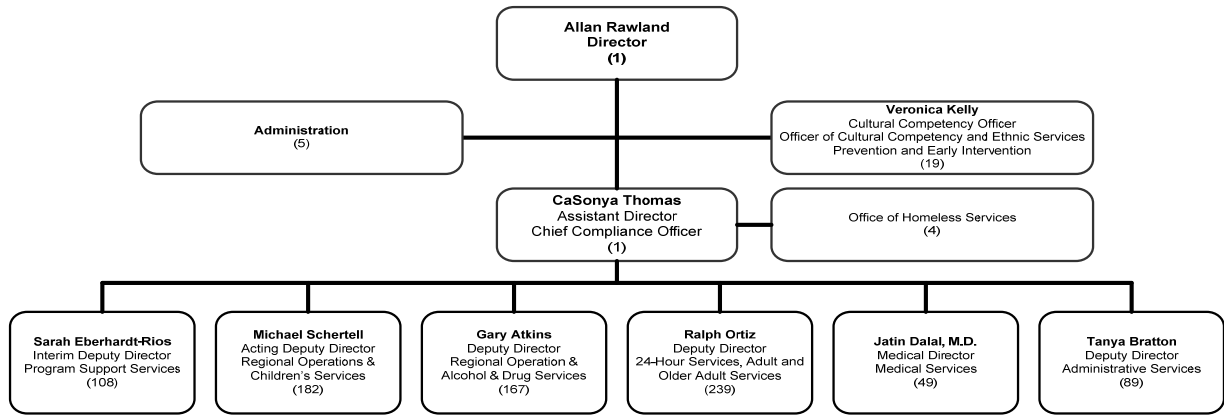 Allan Rawland
Director
(1)
Administration
(5)
Veronica Kelly
Cultural Competency Officer
Officer of Cultural Competency and Ethnic Services
Prevention and Early Intervention
(19)
CaSonya Thomas
Assistant Director
Chief Compliance Officer
(1)
Office of Homeless Services
(4)
Sarah Eberhardt-Rios
Interim Deputy Director
Program Support Services
(108)
Michael Schertell
Acting Deputy Director
Regional Operations &
Children's Services
(182)
Gary Atkins
Deputy Director
Regional Operation &
Alcohol & Drug Services
(167)
Ralph Ortiz
Deputy Director
24-Hour Services, Adult and
Older Adult Services
(239)
Jatin Dalal, M.D.
Medical Director
Medical Services
(49)
Tanya Bratton
Deputy Director
Administrative Services
(89)